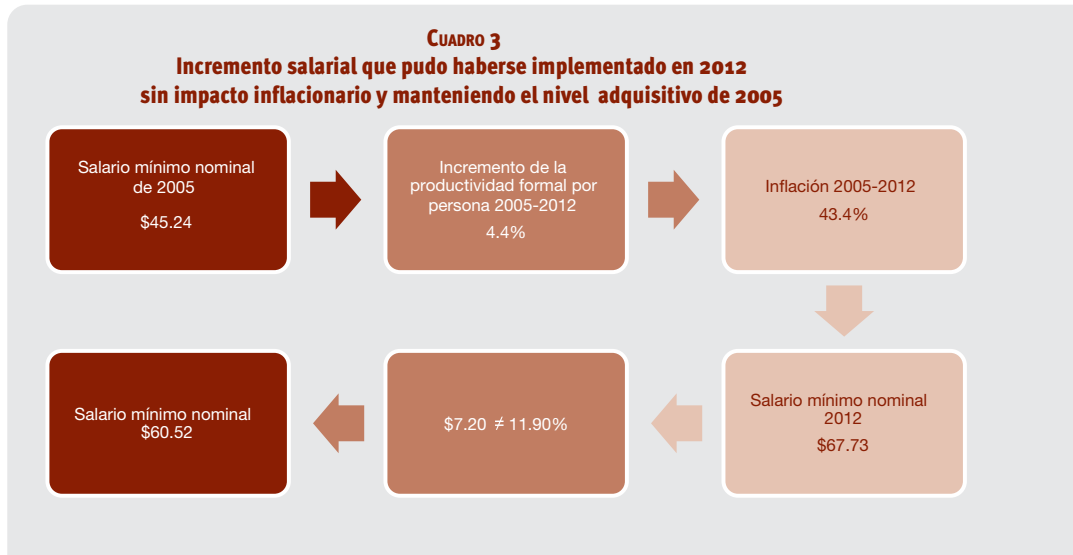 CUADRO 3
Incremento salarial que pudo haberse implementado en 2012
sin impacto inflacionario y manteniendo el nivel adquisitivo de 2005
Salario mínimo nominal
de 2005
$45.24
Incremento de la
productividad formal por
persona 2005-2012
4.4%
Inflación 2005-2012
43.4%
Salario mínimo nominal
2012
$67.73
$7.20 ≠ 11.90%
Salario mínimo nominal
$60.52